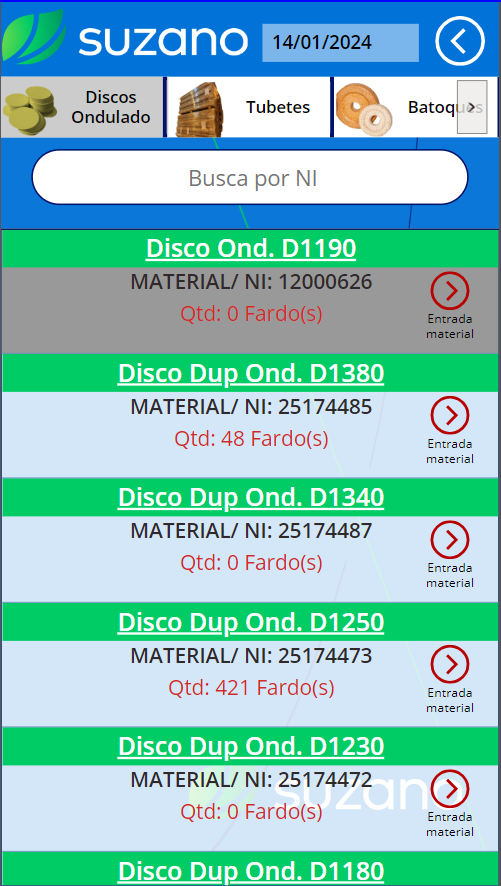 suzano
14/01/2024
Discos
Ondulado
Tubetes
Batoques
Busca por NI
Disco Ond. D1190
MATERIAL/ NI: 12000626
Qtd: 0 Fardo(s)
Entrada
material
Disco Dup Ond. D1380
MATERIAL/ NI: 25174485
Qtd: 48 Fardo(s)
Entrada
material
Disco Dup Ond. D1340
MATERIAL/ NI: 25174487
Qtd: 0 Fardo(s)
Entrada
material
Disco Dup Ond. D1250
MATERIAL/ NI: 25174473
Qtd: 421 Fardo(s)
Entrada
material
Disco Dup Ond. D1230
MATERIAL/ NI: 25174472
suzano
Qtd: 0 Fardo(s)
Entrada
material
Disco Dup Ond. D1180